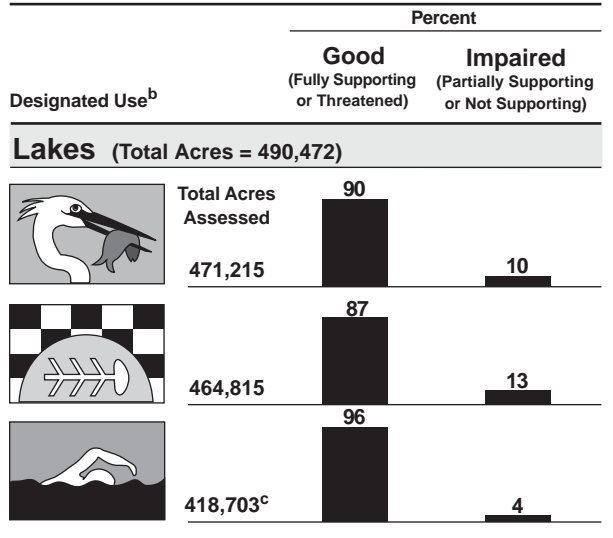 Percent
Good
Impaired
(Fully Supporting
(Partially Supporting
Designated Use^b
or Threatened)
or Not Supporting)
Lakes (Total Acres = 490,472)
Total Acres
Assessed
90
471,215
10
87
464,815
13
96
418,703^c
4